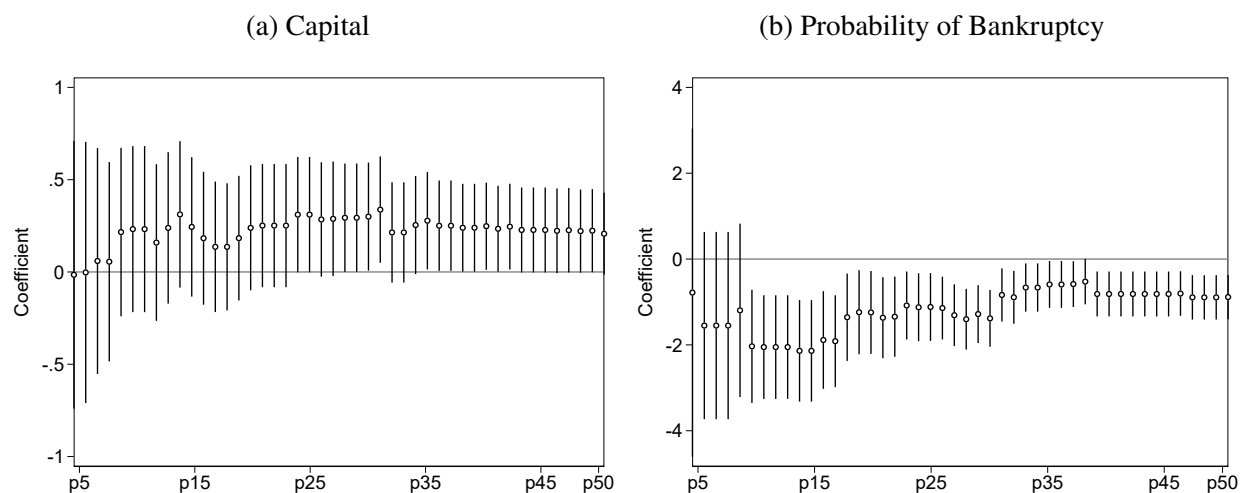 (a) Capital
(b) Probability of Bankruptcy
1
.5
0
-.5
-1
Coefficient
p5 p15 p25 p35 p45 p50
4
2
0
-2
-4
Coefficient
p5 p15 p25 p35 p45 p50